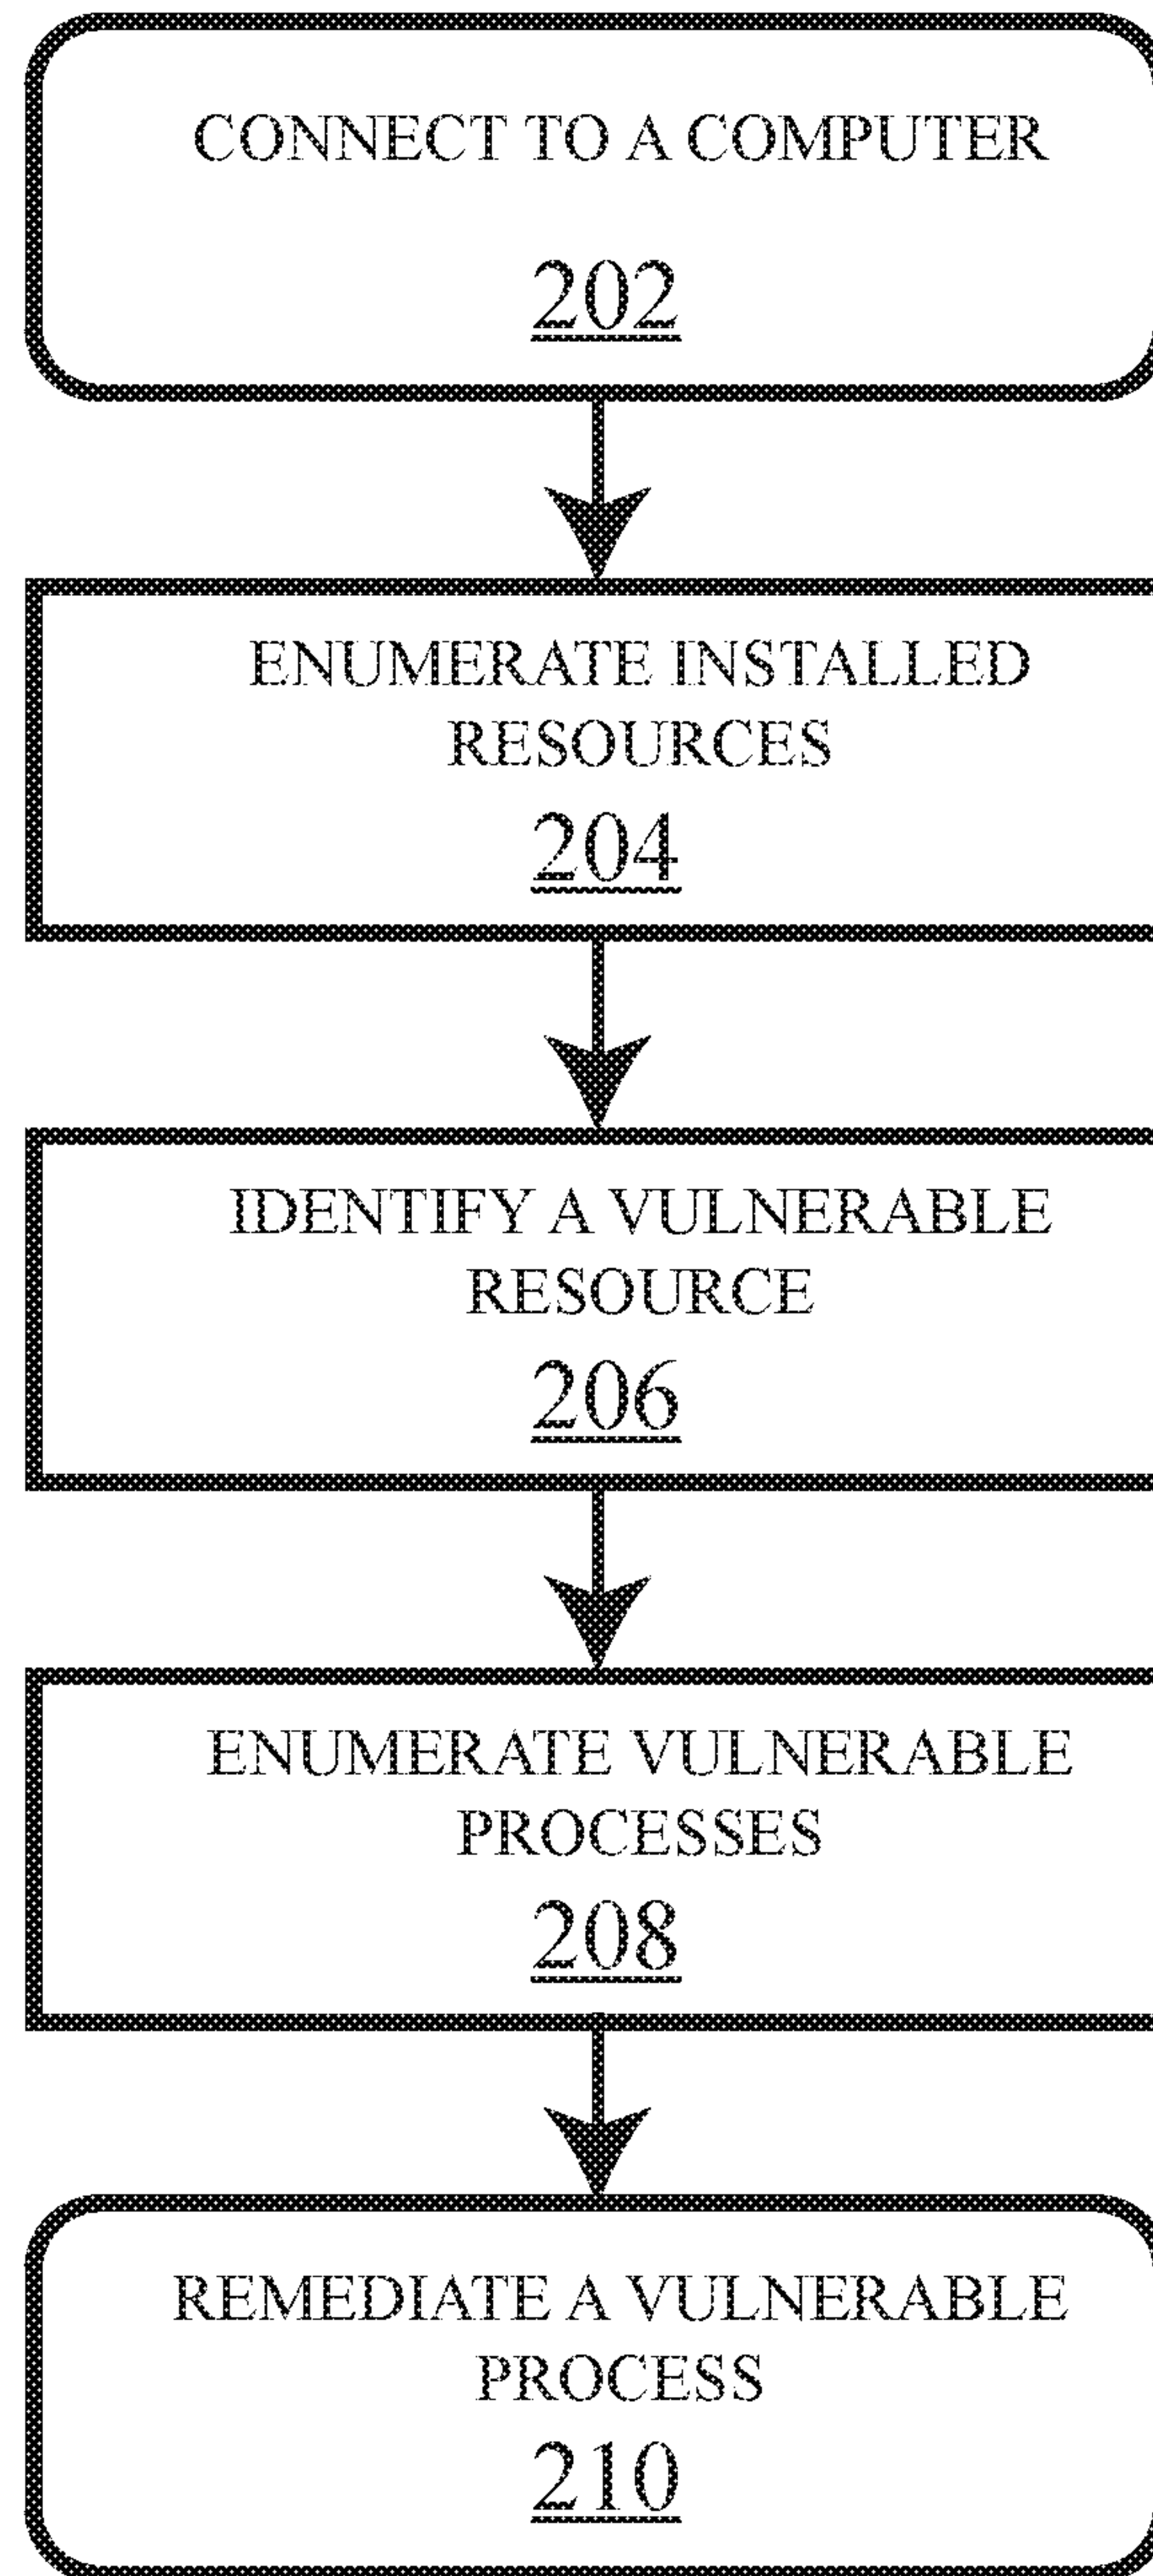 CONNECT TO A COMPUTER
202
ENUMERATE INSTALLED
RESOURCES
204
IDENTIFY A VULNERABLE
RESOURCE
206
ENUMERATE VULNERABLE
PROCESSES
208
REMEDIATE A VULNERABLE
PROCESS
210